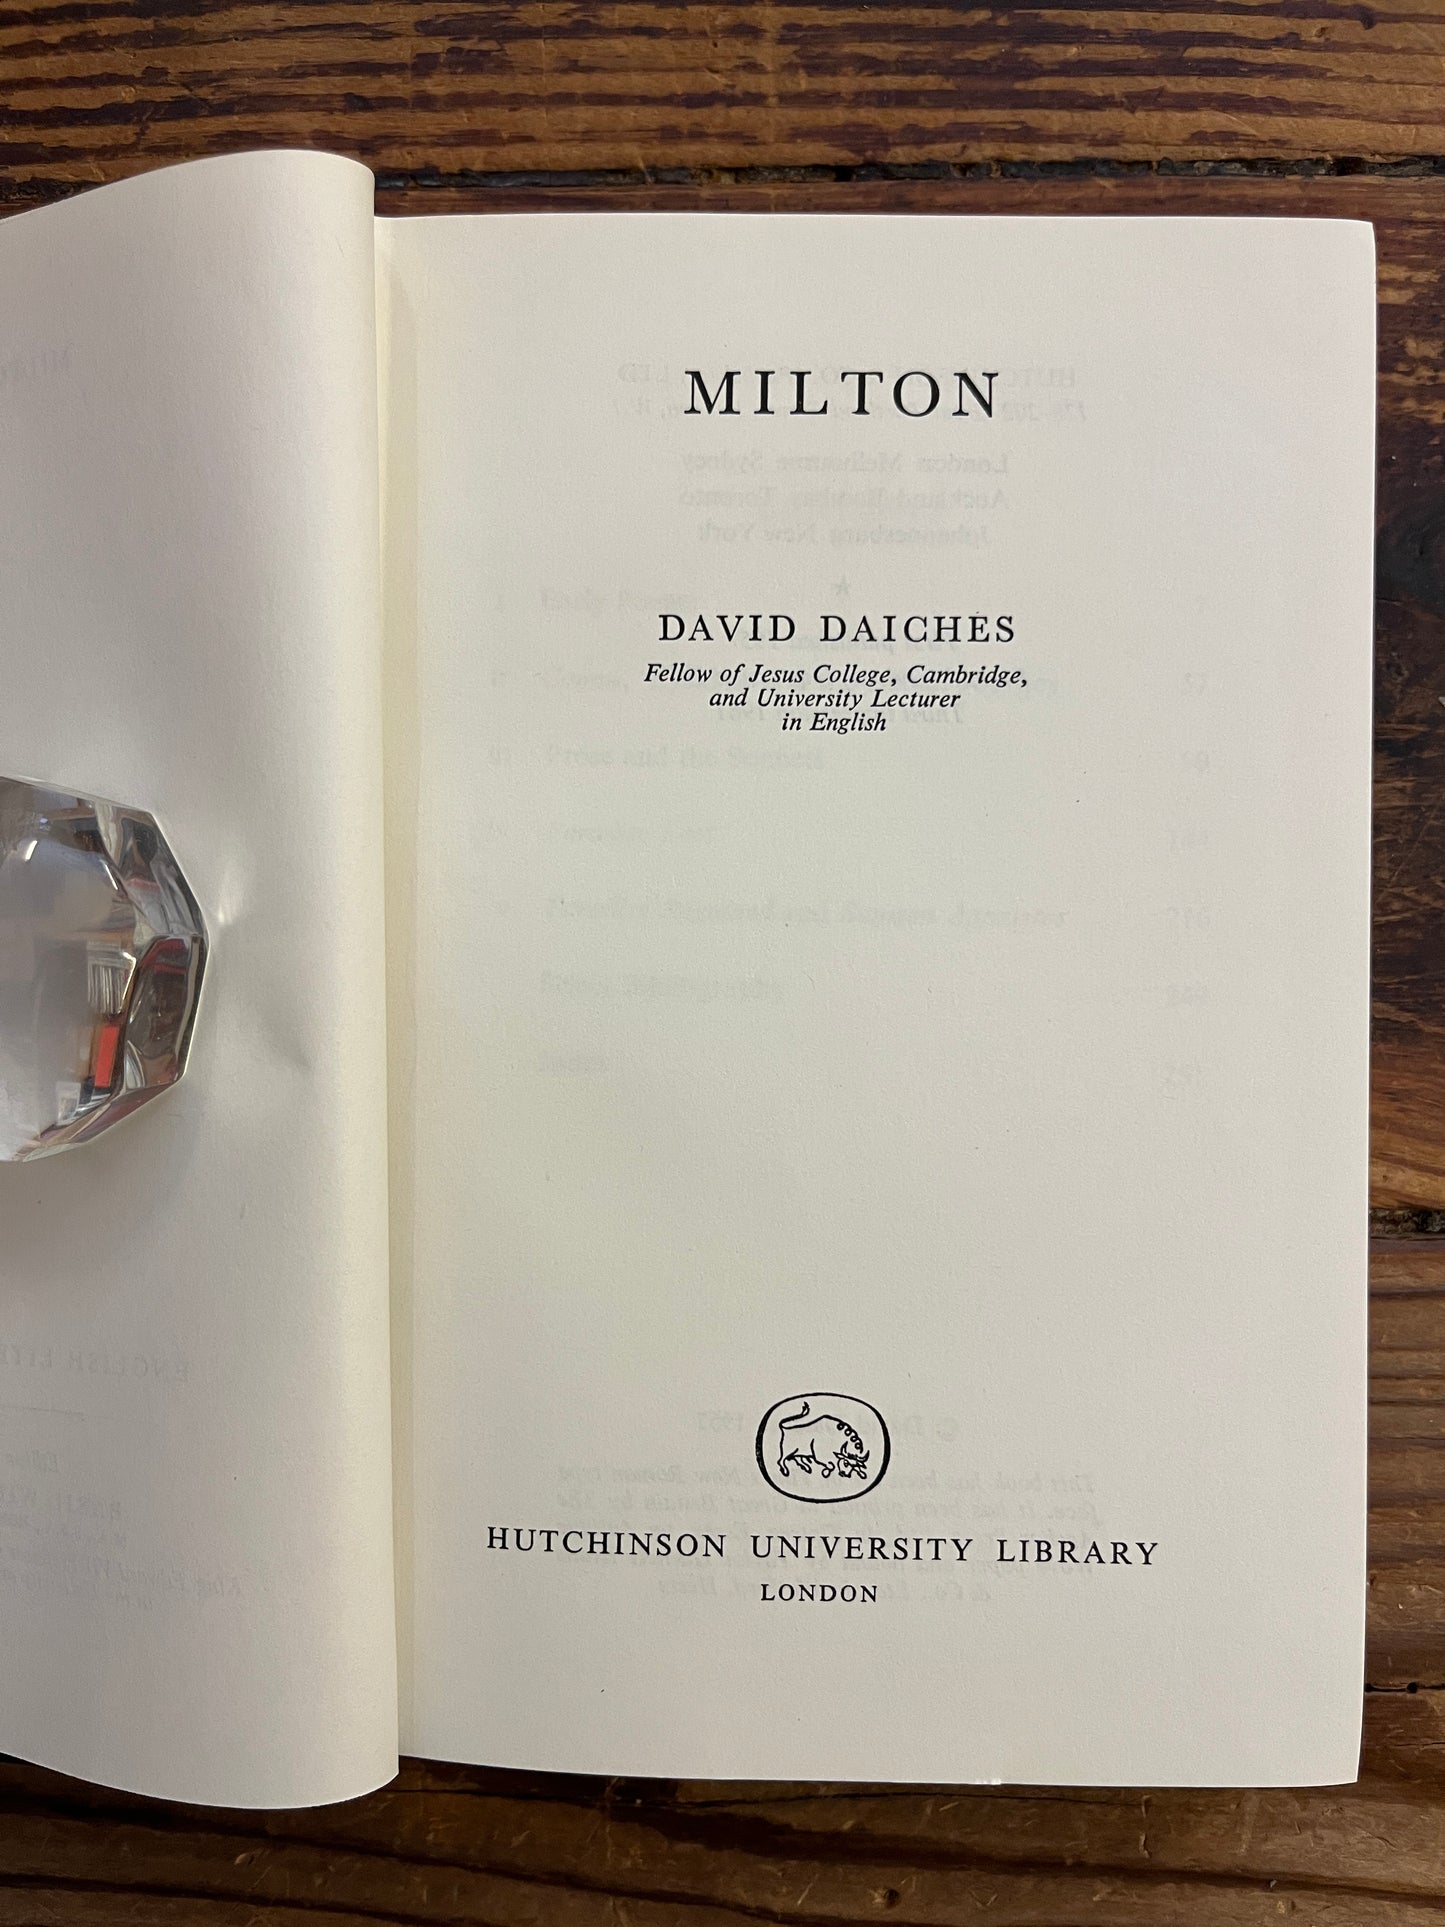 MILTON
DAVID DAICHES
Fellow of Jesus College, Cambridge,
and University Lecturer
in English
HUTCHINSON UNIVERSITY LIBRARY
LONDON